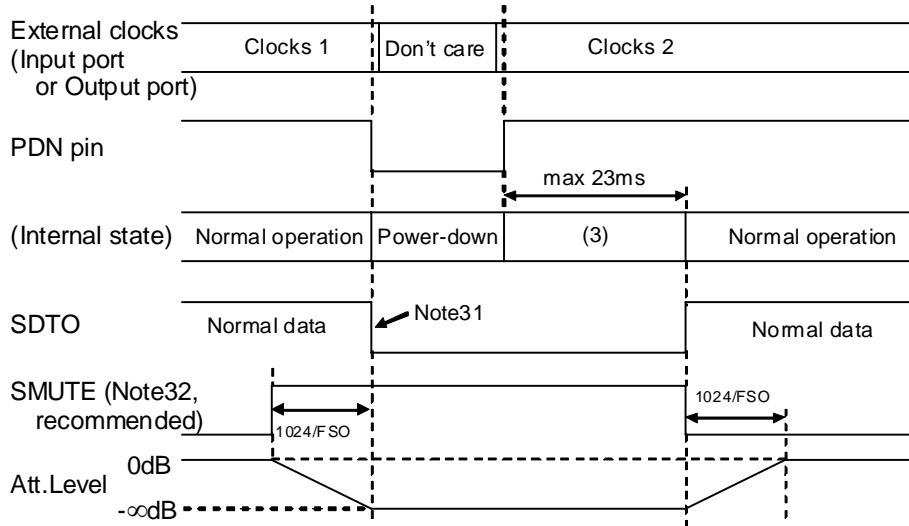 External clocks
(Input port
or Output port)
Clocks 1
Don't care
Clocks 2
PDN pin
max 23ms
(Internal state)
Normal operation
Power-down
(3)
Normal operation
SDTO
Normal data
Note31
Normal data
SMUTE (Note32,
recommended)
1024/FSO
1024/FSO
Att.Level
0dB
-∞dB